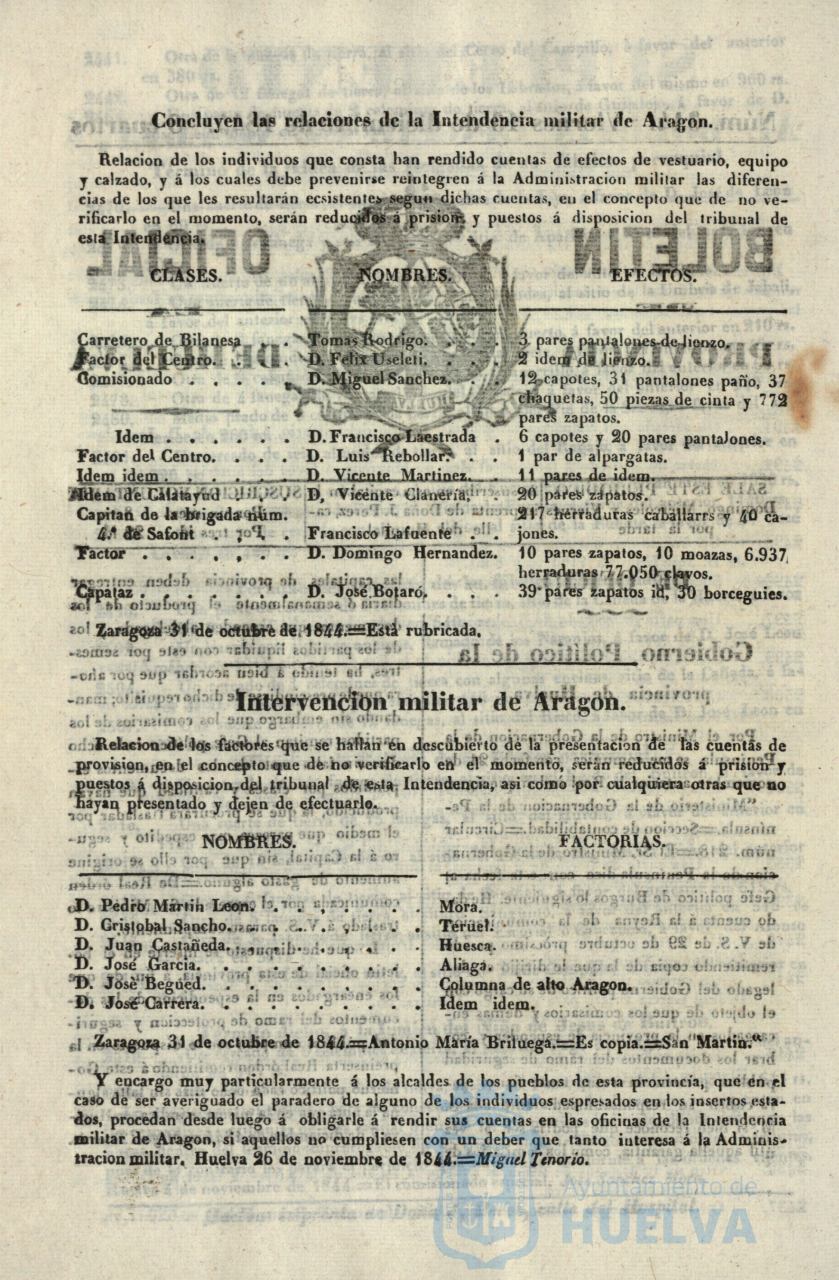 Concluyen las relaciones de la Intendencia militar de Aragon.
Relacion de los individuos que consta han rendido cuentas de efectos de vestuario, equipo
y calzado, y á los cuales debe prevenirse reintegren á la Administracion militar las diferen-
cias de los que les resultarán ecsistentes segun dichas cuentas, en el concepto que de no ve-
rificarlo en el momento, serán reducidos á prision, y puestos á disposicion del tribunal de
esta Intendencia.
CLASES. NOMBRES. EFECTOS.
Carretero de Bilanesa . . Tomas Rodrigo. . . . 3 pares pantalones de lienzo.
Factor del Centro. . . . D. Felix Useleti. . . . 2 idem de lienzo.
Comisionado . . . . . D. Miguel Sanchez. . . 12 capotes, 31 pantalones paño, 37
chaquetas, 50 piezas de cinta y 772
pares zapatos.
Idem . . . . . . D. Francisco Laestrada . 6 capotes y 20 pares pantalones.
Factor del Centro. . . . D. Luis Rebollar. . . 1 par de alpargatas.
Idem idem . . . . . D. Vicente Martinez. . . 11 pares de idem.
Idem de Calatayud . . . D, Vicente Claneria. . 20 pares zapatos.
Capitan de la brigada núm. 217 herraduras caballarrs y 40 ca-
4.ª de Safont . . ; . Francisco Lafuente . . jones.
Factor . . . . , . . D. Domingo Hernandez. 10 pares zapatos, 10 moazas, 6.937
herraduras 77.050 clavos.
Capataz . . . . . . D. José Botaró. . . . 39 pares zapatos id, 30 borceguies.
Zaragoza 31 de octubre de 1844.=Está rubricada.
Intervencion militar de Aragon.
Relacion de los factores que se hallan en descubierto de la presentacion de las cuentas de
provision, en el concepto que de no verificarlo en el momento, serán reducidos á prision y
puestos á disposicion del tribunal de esta Intendencia, asi como por cualquiera otras que no
hayan presentado y dejen de efectuarlo.
NOMBRES. FACTORIAS.
D. Pedro Martin Leon. . . . . . . . Mora.
D. Cristobal Sancho. . . . . . . . Teruel.
D. Juan Castañeda. . . . . . . . Huesca.
D. José Garcia. . . . . . . . . Aliaga.
D. José Begued. . . . . . . . . Columna de alto Aragon.
D. José Carrera. . . . . . . . . Idem idem.
Zaragoza 31 de octubre de 1844.=Antonio María Briluega.=Es copia.=San Martin.“
Y encargo muy particularmente á los alcaldes de los pueblos de esta provincia, que en el
caso de ser averiguado el paradero de alguno de los individuos espresados en los insertos esta-
dos, procedan desde luego á obligarle á rendir sus cuentas en las oficinas de la Intendencia
militar de Aragon, si aquellos no cumpliesen con un deber que tanto interesa á la Adminis-
tracion militar. Huelva 26 de noviembre de 1844.=Miguel Tenorio.
Ayuntamiento de
HUELVA